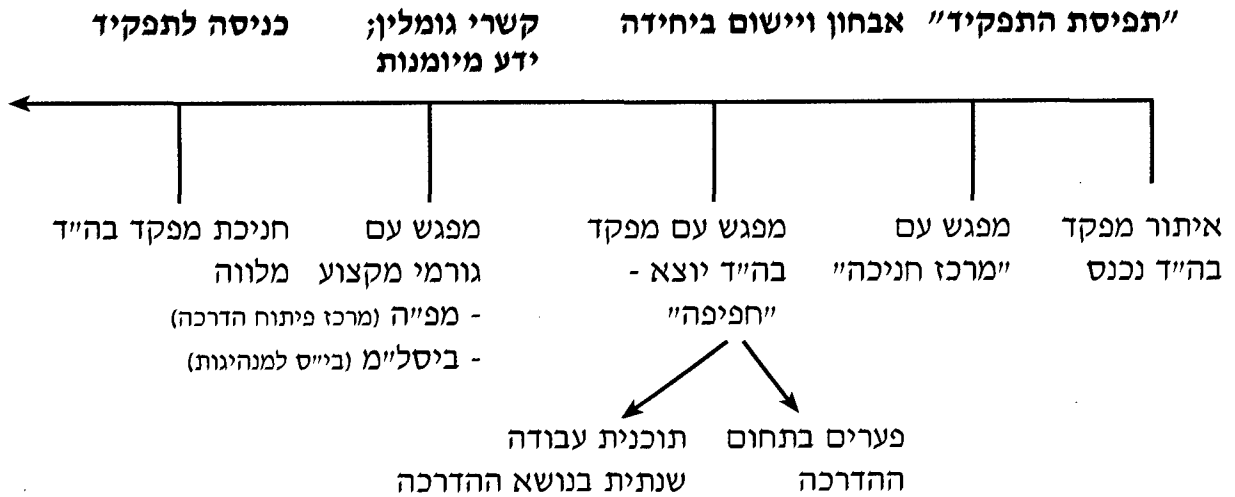 ״תפיסת התפקיד״
אבחון ויישום ביחידה
קשרי גומלין;
ידע מיומנות
כניסה לתפקיד
איתור מפקד
בה״ד נכנס
מפגש עם
״מרכז חניכה״
מפגש עם מפקד
בה״ד יוצא -
״חפיפה״
מפגש עם
גורמי מקצוע
- מפ״ה (מרכז פיתוח הדרכה)
- ביסל״מ (בי״ס למנהיגות)
חניכת מפקד בה״ד
מלווה
פערים בתחום
ההדרכה
תוכנית עבודה
שנתית בנושא ההדרכה